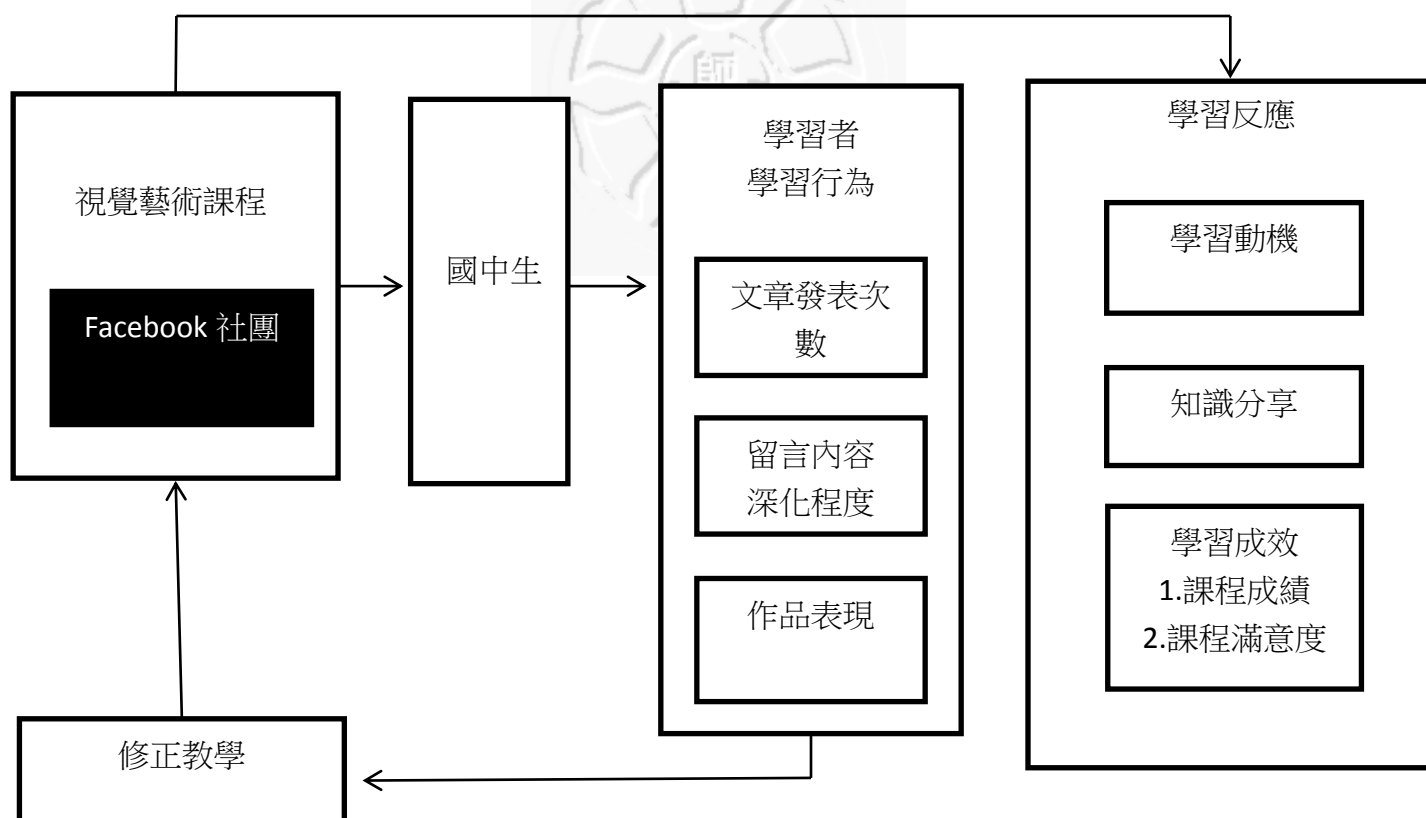 視覺藝術課程
Facebook 社團
國中生
學習者
學習行為
文章發表次
數
留言內容
深化程度
作品表現
學習反應
學習動機
知識分享
學習成效
1.課程成績
2.課程滿意度
修正教學
師